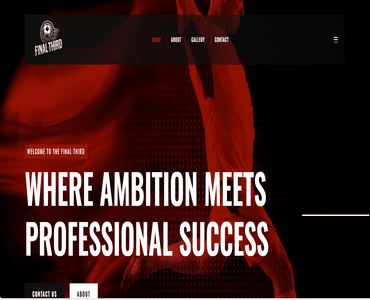 FINAL THIRD
HOME ABOUT GALLERY CONTACT
WELCOME TO THE FINAL THIRD
WHERE AMBITION MEETS
PROFESSIONAL SUCCESS
CONTACT US ABOUT